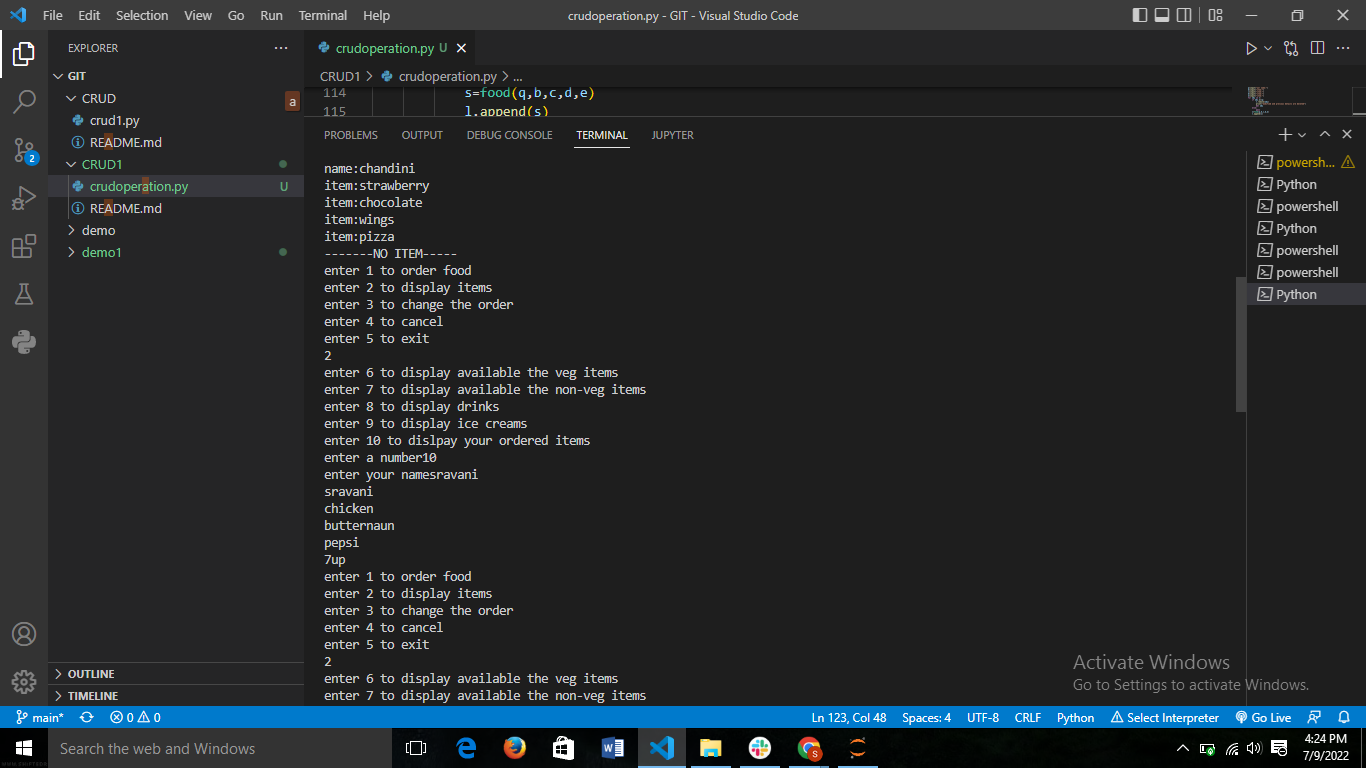 File Edit Selection View Go Run Terminal Help crudoperation.py - GIT - Visual Studio Code
EXPLORER
GIT
CRUD
a
crud1.py
README.md
CRUD1
crudoperation.py U
README.md
demo
demo1
OUTLINE
TIMELINE
2
crudoperation.py U
CRUD1 > crudoperation.py > ...
114 s=food(q,b,c,d,e)
115 l.append(s)
PROBLEMS OUTPUT DEBUG CONSOLE TERMINAL JUPYTER
name:chandini
item:strawberry
item:chocolate
item:wings
item:pizza
-------NO ITEM-----
enter 1 to order food
enter 2 to display items
enter 3 to change the order
enter 4 to cancel
enter 5 to exit
2
enter 6 to display available the veg items
enter 7 to display available the non-veg items
enter 8 to display drinks
enter 9 to display ice creams
enter 10 to dislpay your ordered items
enter a number10
enter your namesravani
sravani
chicken
butternaun
pepsi
7up
enter 1 to order food
enter 2 to display items
enter 3 to change the order
enter 4 to cancel
enter 5 to exit
2
enter 6 to display available the veg items
enter 7 to display available the non-veg items
powersh...
Python
powershell
Python
powershell
powershell
Python
Activate Windows
Go to Settings to activate Windows.
main* 0 0 Ln 123, Col 48 Spaces: 4 UTF-8 CRLF Python Select Interpreter Go Live
Search the web and Windows
4:24 PM
7/9/2022